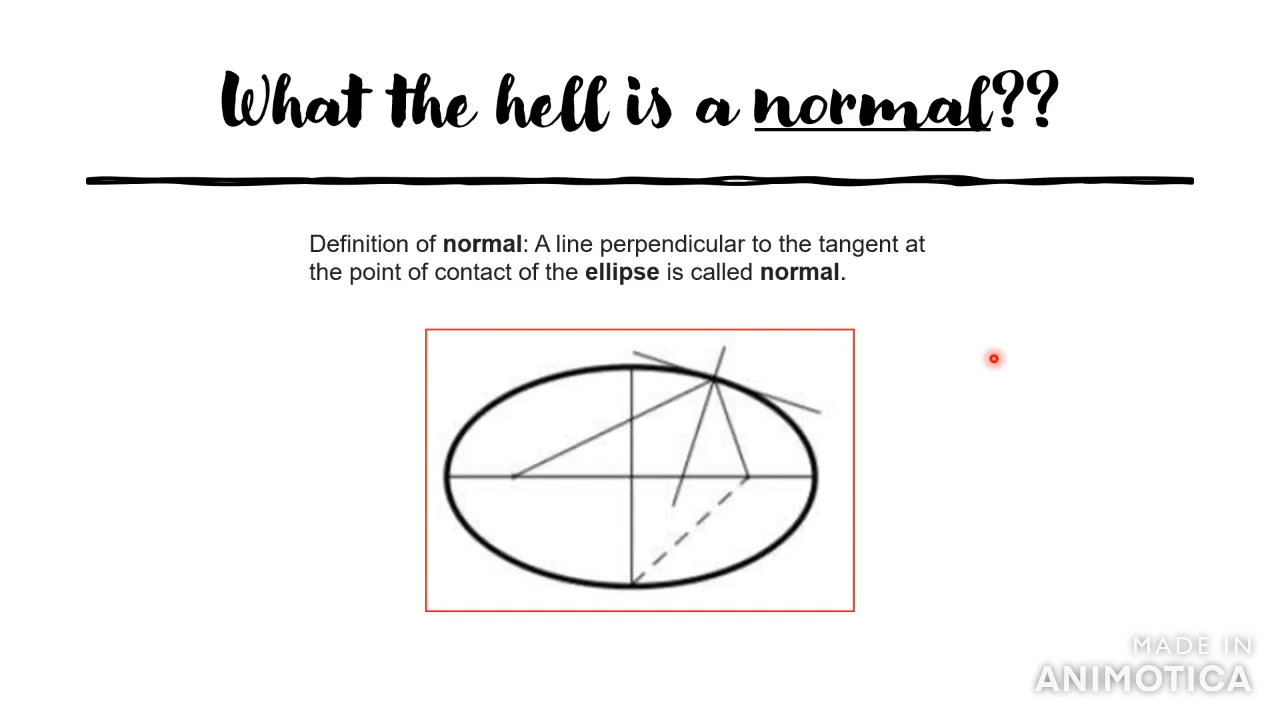 What the hell is a normal??
Definition of normal: A line perpendicular to the tangent at
the point of contact of the ellipse is called normal.
MADE IN
ANIMOTICA